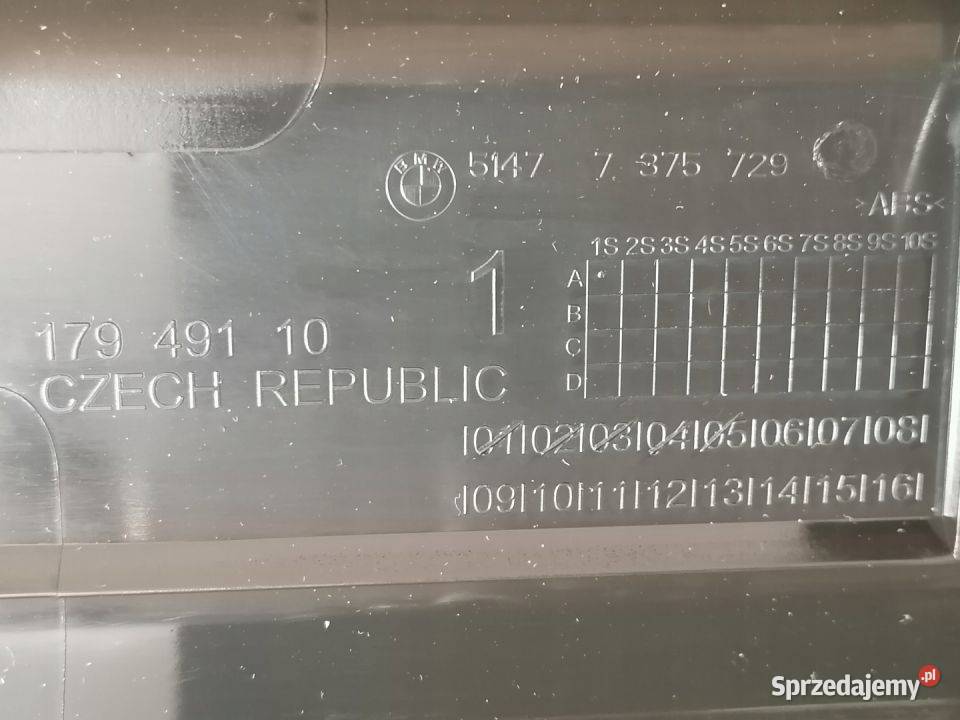 BMW 5147 7 375 729
>ABS<
1S 2S 3S 4S 5S 6S 7S 8S 9S 10S
A
B
C
D
1
179 491 10
CZECH REPUBLIC
|01|02|03|04|05|06|07|08|
|09|10|11|12|13|14|15|16|
Sprzedajemy.pl